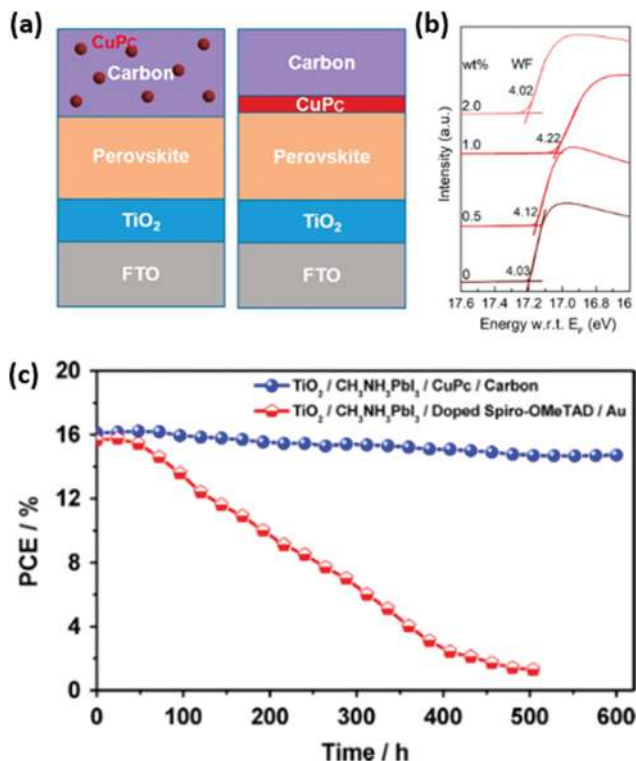 (a)
CuPc
Carbon
Perovskite
TiO2
FTO
Carbon
CuPc
Perovskite
TiO2
FTO
(b)
wt% WF
2.0 4.02
1.0 4.22
0.5 4.12
0 4.03
Intensity (a.u.)
17.6 17.4 17.2 17.0 16.8 16
Energy w.r.t. EF (eV)
(c)
TiO2 / CH3NH3PbI3 / CuPc / Carbon
TiO2 / CH3NH3PbI3 / Doped Spiro-OMeTAD / Au
PCE / %
20
16
12
8
4
0
0 100 200 300 400 500 600
Time / h